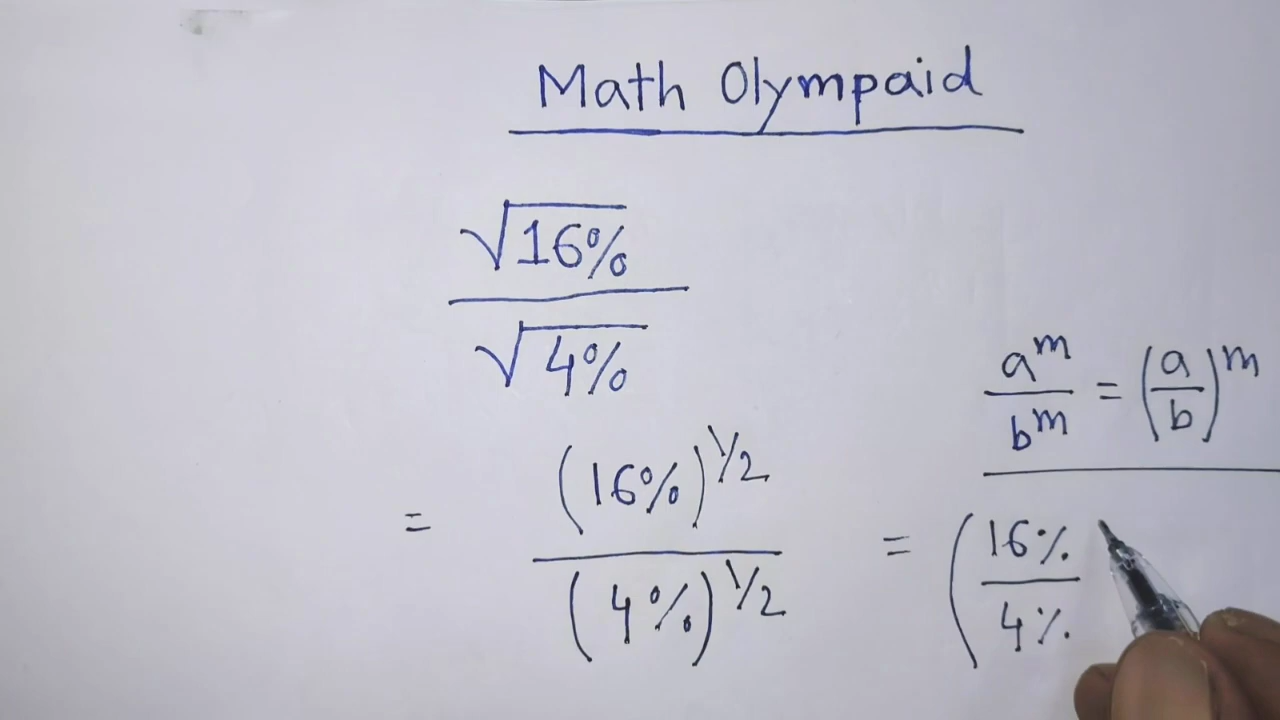 Math Olympaid
√16%
√4%
a^m / b^m = (a/b)^m
= (16%)^1/2 / (4%)^1/2 = (16% / 4%